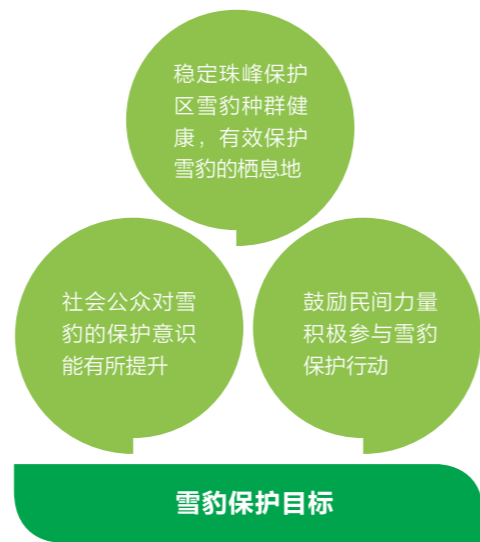 稳定珠峰保护
区雪豹种群健
康，有效保护
雪豹的栖息地
社会公众对雪
豹的保护意识
能有所提升
鼓励民间力量
积极参与雪豹
保护行动
雪豹保护目标